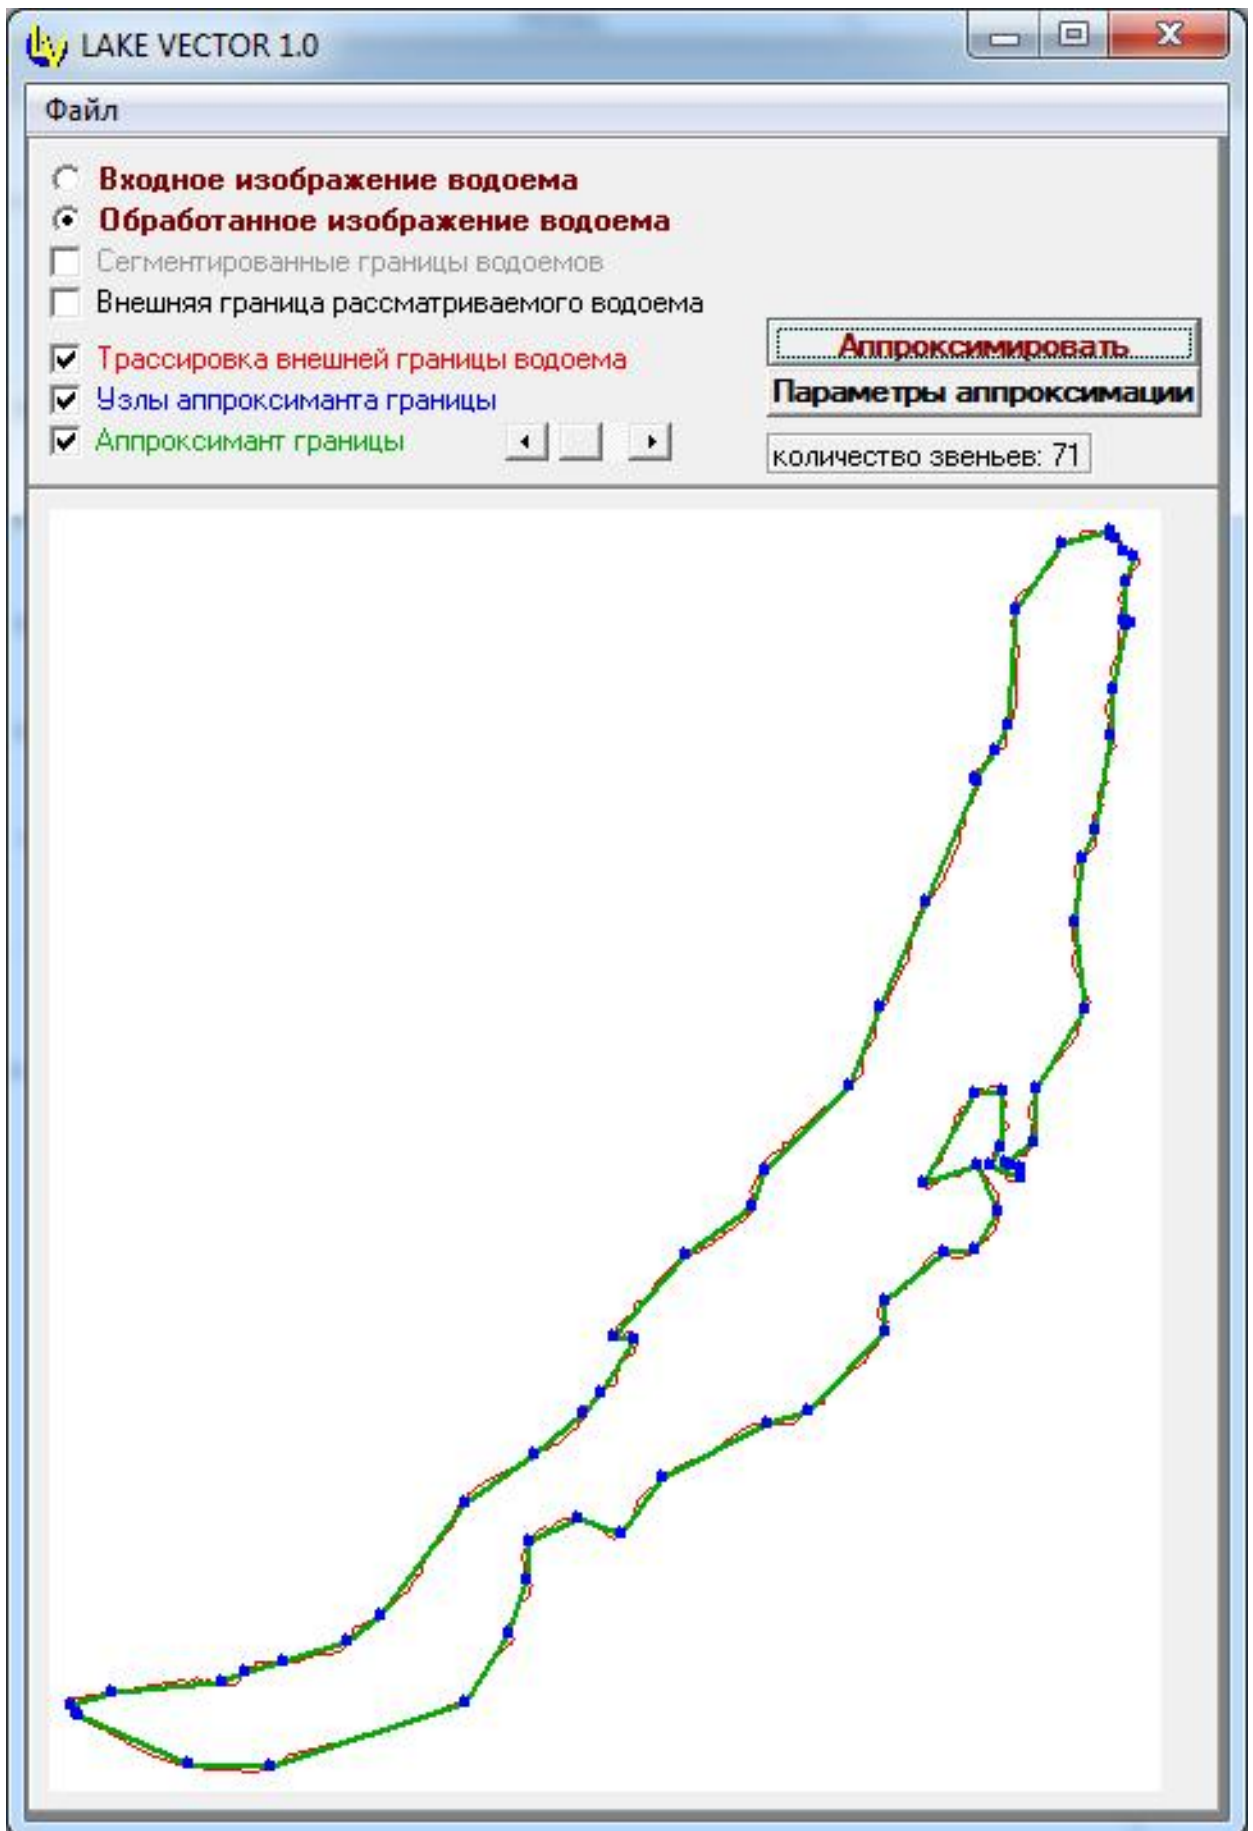 LAKE VECTOR 1.0
Файл
Входное изображение водоема
Обработанное изображение водоема
Сегментированные границы водоемов
Внешняя граница рассматриваемого водоема
Трассировка внешней границы водоема
Узлы аппроксиманта границы
Аппроксимант границы
Аппроксимировать
Параметры аппроксимации
количество звеньев: 71